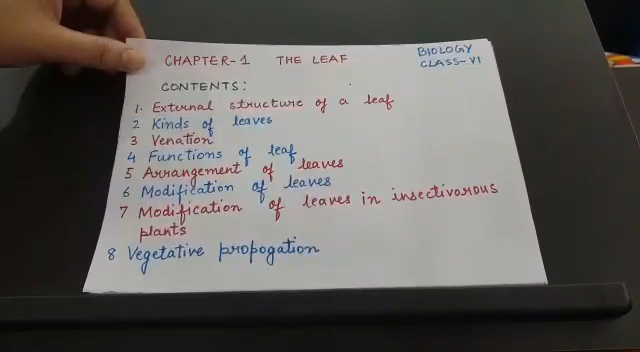 CHAPTER-1 THE LEAF
BIOLOGY
CLASS-VI
CONTENTS:
1. External structure of a leaf
2 Kinds of leaves
3 Venation
4 Functions of leaf
5 Arrangement of leaves
6 Modification of leaves
7 Modification of leaves in insectivorous
plants
8 Vegetative propogation